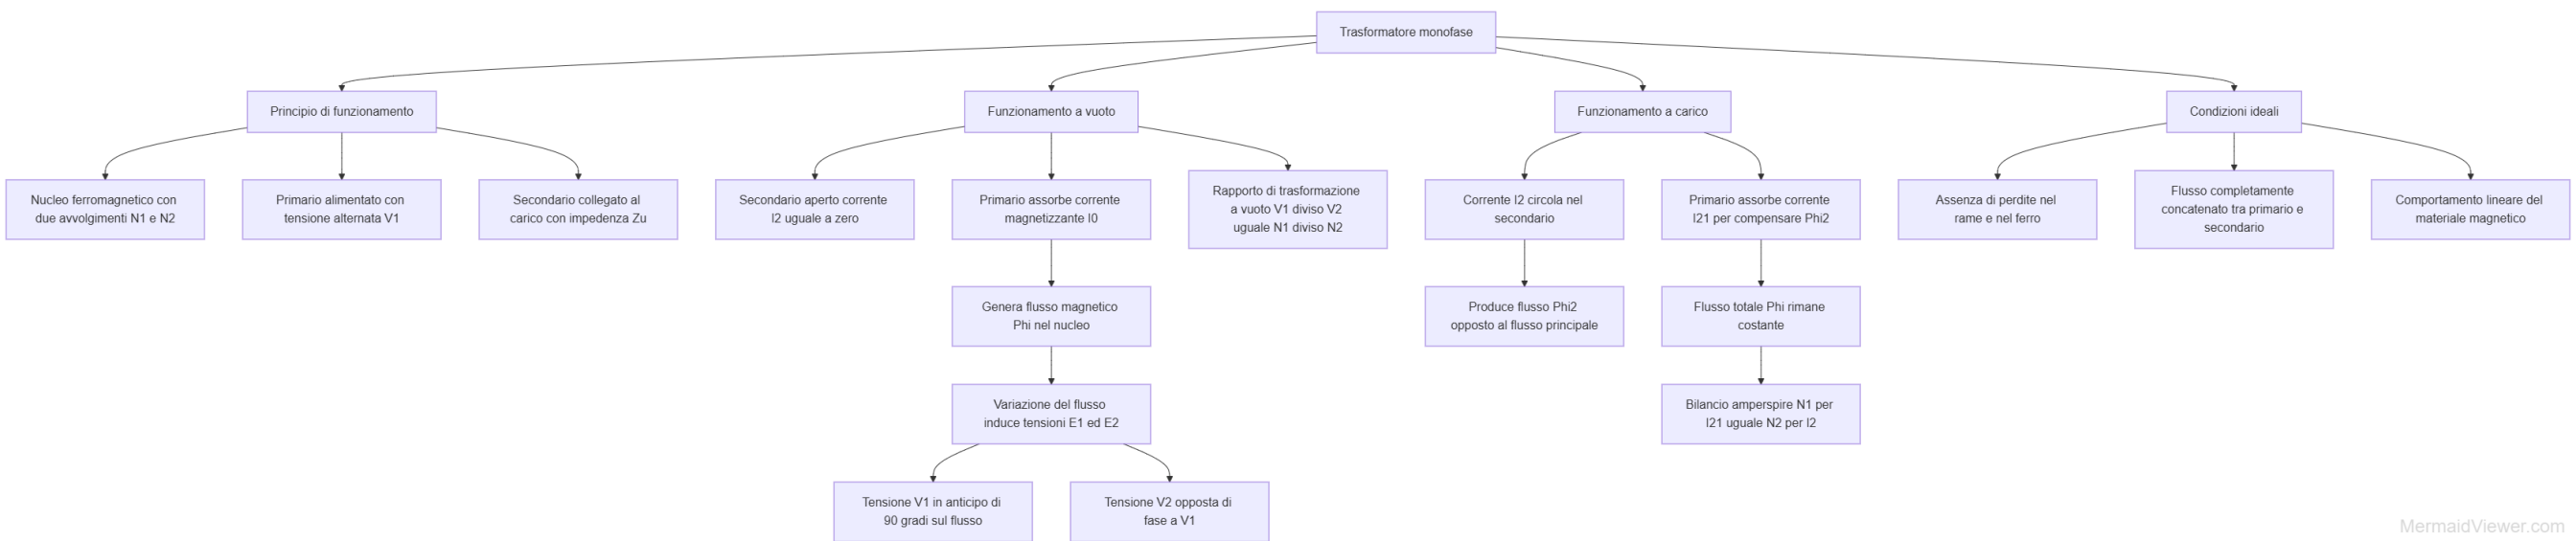 Trasformatore monofase
Principio di funzionamento
Funzionamento a vuoto
Funzionamento a carico
Condizioni ideali
Nucleo ferromagnetico con
due avvolgimenti N1 e N2
Primario alimentato con
tensione alternata V1
Secondario collegato al
carico con impedenza Zu
Secondario aperto corrente
I2 uguale a zero
Primario assorbe corrente
magnetizzante I0
Rapporto di trasformazione
a vuoto V1 diviso V2
uguale N1 diviso N2
Corrente I2 circola nel
secondario
Primario assorbe corrente
I21 per compensare Phi2
Assenza di perdite nel
rame e nel ferro
Flusso completamente
concatenato tra primario e
secondario
Comportamento lineare del
materiale magnetico
Genera flusso magnetico
Phi nel nucleo
Produce flusso Phi2
opposto al flusso principale
Flusso totale Phi rimane
costante
Variazione del flusso
induce tensioni E1 ed E2
Bilancio amperspire N1 per
I21 uguale N2 per I2
Tensione V1 in anticipo di
90 gradi sul flusso
Tensione V2 opposta di
fase a V1
MermaidViewer.com